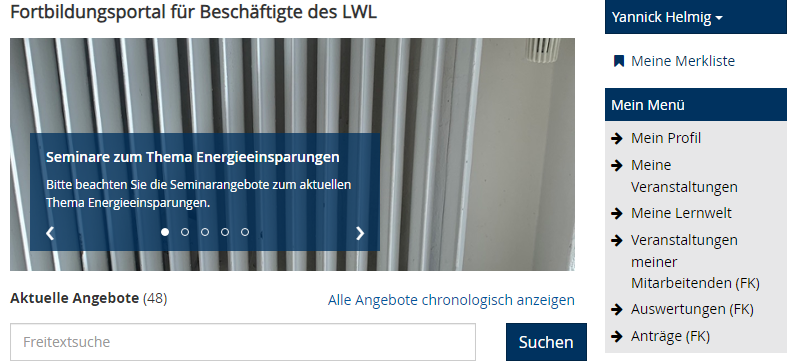 Fortbildungsportal für Beschäftigte des LWL
Seminare zum Thema Energieeinsparungen
Bitte beachten Sie die Seminarangebote zum aktuellen
Thema Energieeinsparungen.
Aktuelle Angebote (48)
Alle Angebote chronologisch anzeigen
Freitextsuche
Suchen
Yannick Helmig
Meine Merkliste
Mein Menü
Mein Profil
Meine
Veranstaltungen
Meine Lernwelt
Veranstaltungen
meiner
Mitarbeitenden (FK)
Auswertungen (FK)
Anträge (FK)